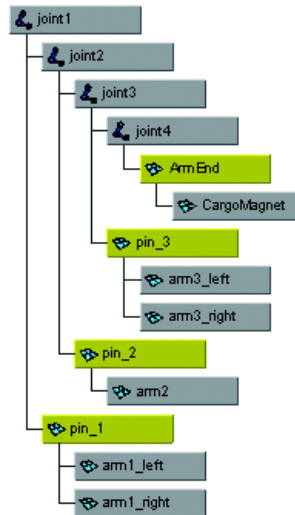 joint1
joint2
joint3
joint4
ArmEnd
CargoMagnet
pin_3
arm3_left
arm3_right
pin_2
arm2
pin_1
arm1_left
arm1_right